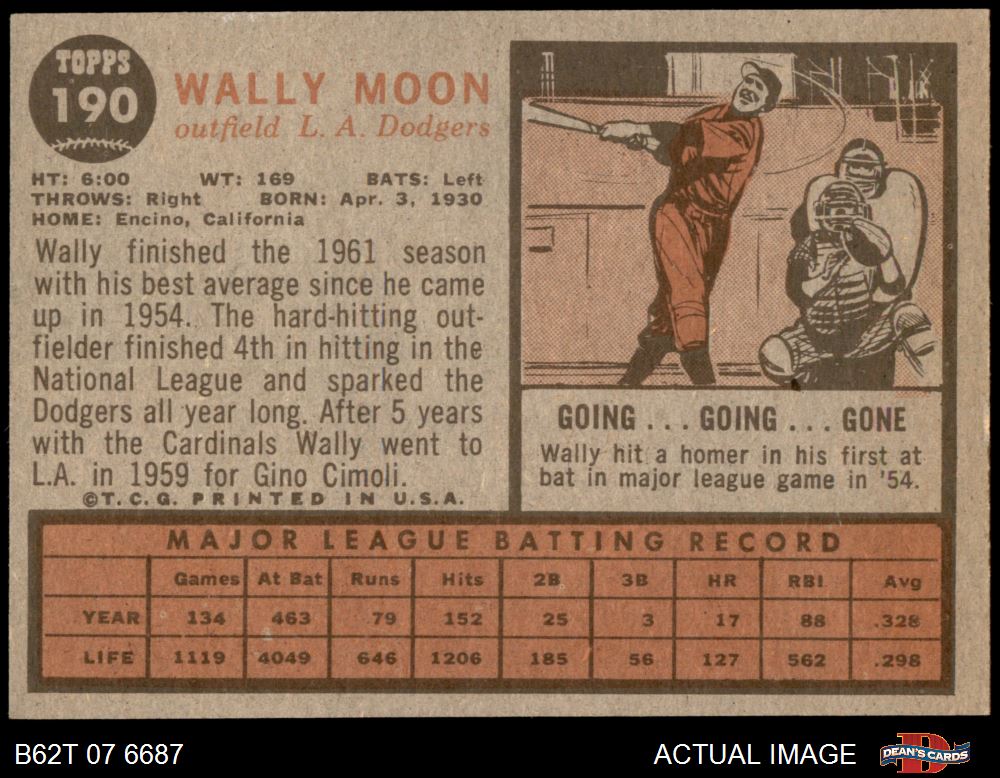 TOPPS
190
WALLY MOON
outfield L. A. Dodgers
HT: 6:00 WT: 169 BATS: Left
THROWS: Right BORN: Apr. 3, 1930
HOME: Encino, California
Wally finished the 1961 season
with his best average since he came
up in 1954. The hard-hitting out-
fielder finished 4th in hitting in the
National League and sparked the
Dodgers all year long. After 5 years
with the Cardinals Wally went to
L.A. in 1959 for Gino Cimoli.
©T.C.G. PRINTED IN U.S.A.
GOING . . . GOING . . . GONE
Wally hit a homer in his first at
bat in major league game in '54.
MAJOR LEAGUE BATTING RECORD
Games At Bat Runs Hits 2B 3B HR RBI Avg
YEAR 134 463 79 152 25 3 17 88 .328
LIFE 1119 4049 646 1206 185 56 127 562 .298
B62T 07 6687 ACTUAL IMAGE DEAN'S CARDS